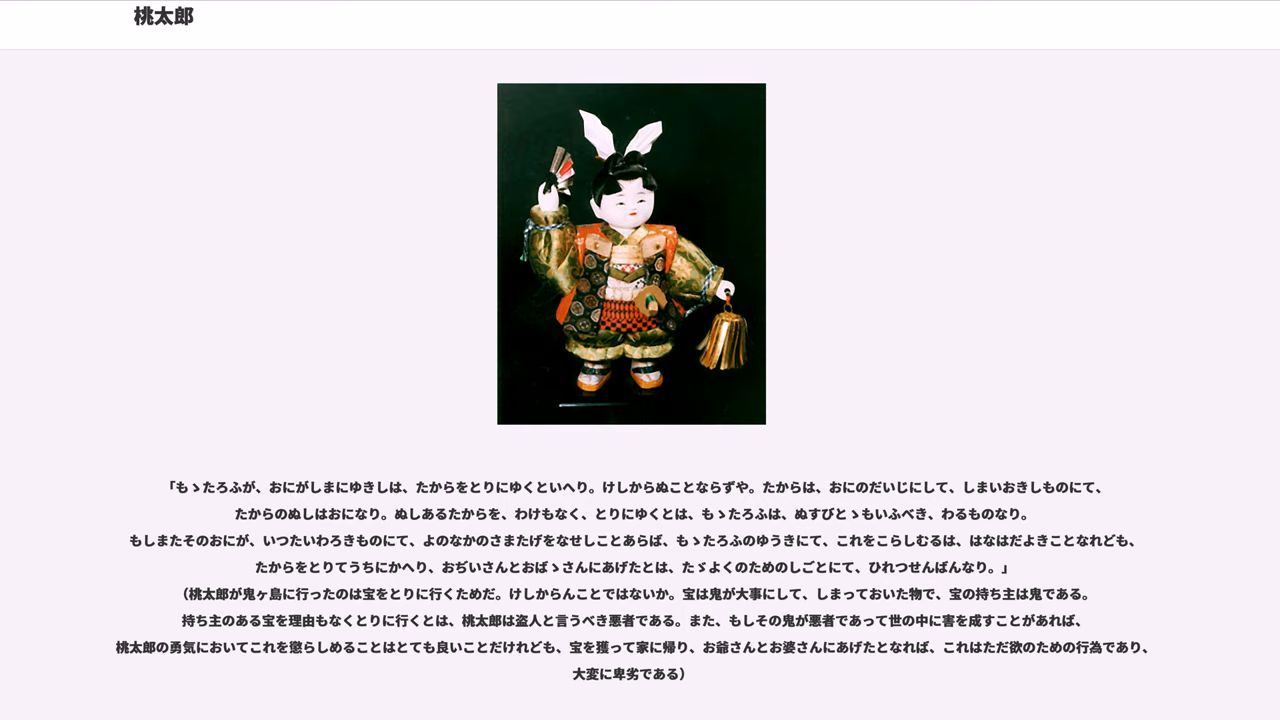 桃太郎
「もゝたろふが、おにがしまにゆきしは、たからをとりにゆくといへり。けしからぬことならずや。たからは、おにのだいじにして、しまいおきしものにて、
たからのぬしはおになり。ぬしあるたからを、わけもなく、とりにゆくとは、もゝたろふは、ぬすびとゝもいふべき、わるものなり。
もしまたそのおにが、いつたいわろきものにて、よのなかのさまたげをなせしことあらば、もゝたろふのゆうきにて、これをこらしむるは、はなはだよきことなれども、
たからをとりてうちにかへり、おぢいさんとおばゝさんにあげたとは、たゞよくのためのしごとにて、ひれつせんばんなり。」
（桃太郎が鬼ヶ島に行ったのは宝をとりに行くためだ。けしからんことではないか。宝は鬼が大事にして、しまっておいた物で、宝の持ち主は鬼である。
持ち主のある宝を理由もなくとりに行くとは、桃太郎は盗人と言うべき悪者である。また、もしその鬼が悪者であって世の中に害を成すことがあれば、
桃太郎の勇気においてこれを懲らしめることはとても良いことだけれども、宝を獲って家に帰り、お爺さんとお婆さんにあげたとなれば、これはただ欲のための行為であり、
大変に卑劣である）